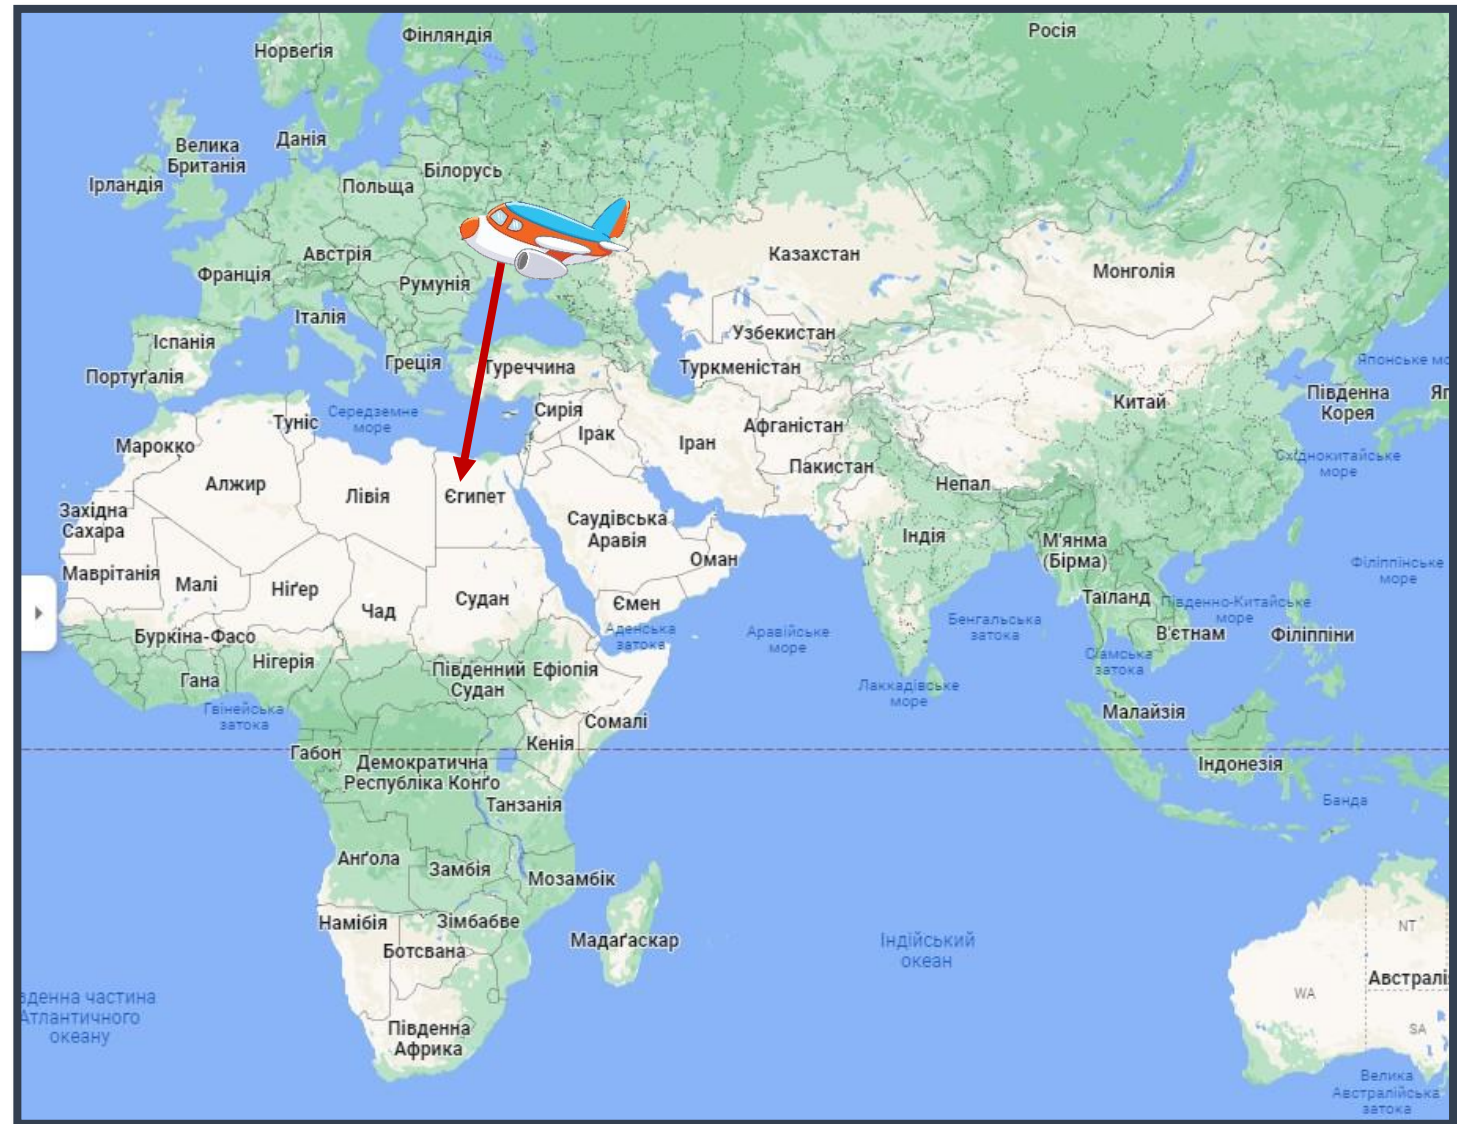 Фінляндія
Росія
Норвегія
Данія
Велика
Британія
Білорусь
Ірландія
Польща
Австрія
Казахстан
Франція
Монголія
Румунія
Італія
Узбекистан
Іспанія
Японське мо
Греція
Туреччина
Туркменістан
Португалія
Південна
Корея
Яп
Китай
Середземне
море
Туніс
Сирія
Афганістан
Ірак
Іран
Марокко
Східнокитайське
море
Пакистан
Алжир
Непал
Лівія
Єгипет
Західна
Сахара
Саудівська
Аравія
Індія
М'янма
(Бірма)
Оман
Філіппінське
море
Маврітанія
Малі
Ніґер
Судан
Таїланд
Чад
Ємен
Південно-Китайське
море
Бенгальська
затока
Аденська
затока
Аравійське
море
Буркіна-Фасо
В'єтнам
Філіппіни
Нігерія
Південний
Судан
Ефіопія
Сіамська
затока
Гана
Лаккадівське
море
Гвінейська
затока
Малайзія
Сомалі
Кенія
Габон
Демократична
Республіка Конґо
Індонезія
Танзанія
Банда
Анґола
Замбія
Мозамбік
Намібія
Зімбабве
NT
Мадаґаскар
Індійський
океан
Ботсвана
Австралі
WA
вденна частина
Атлантичного
океану
Південна
Африка
SA
Велика
Австралійська
затока